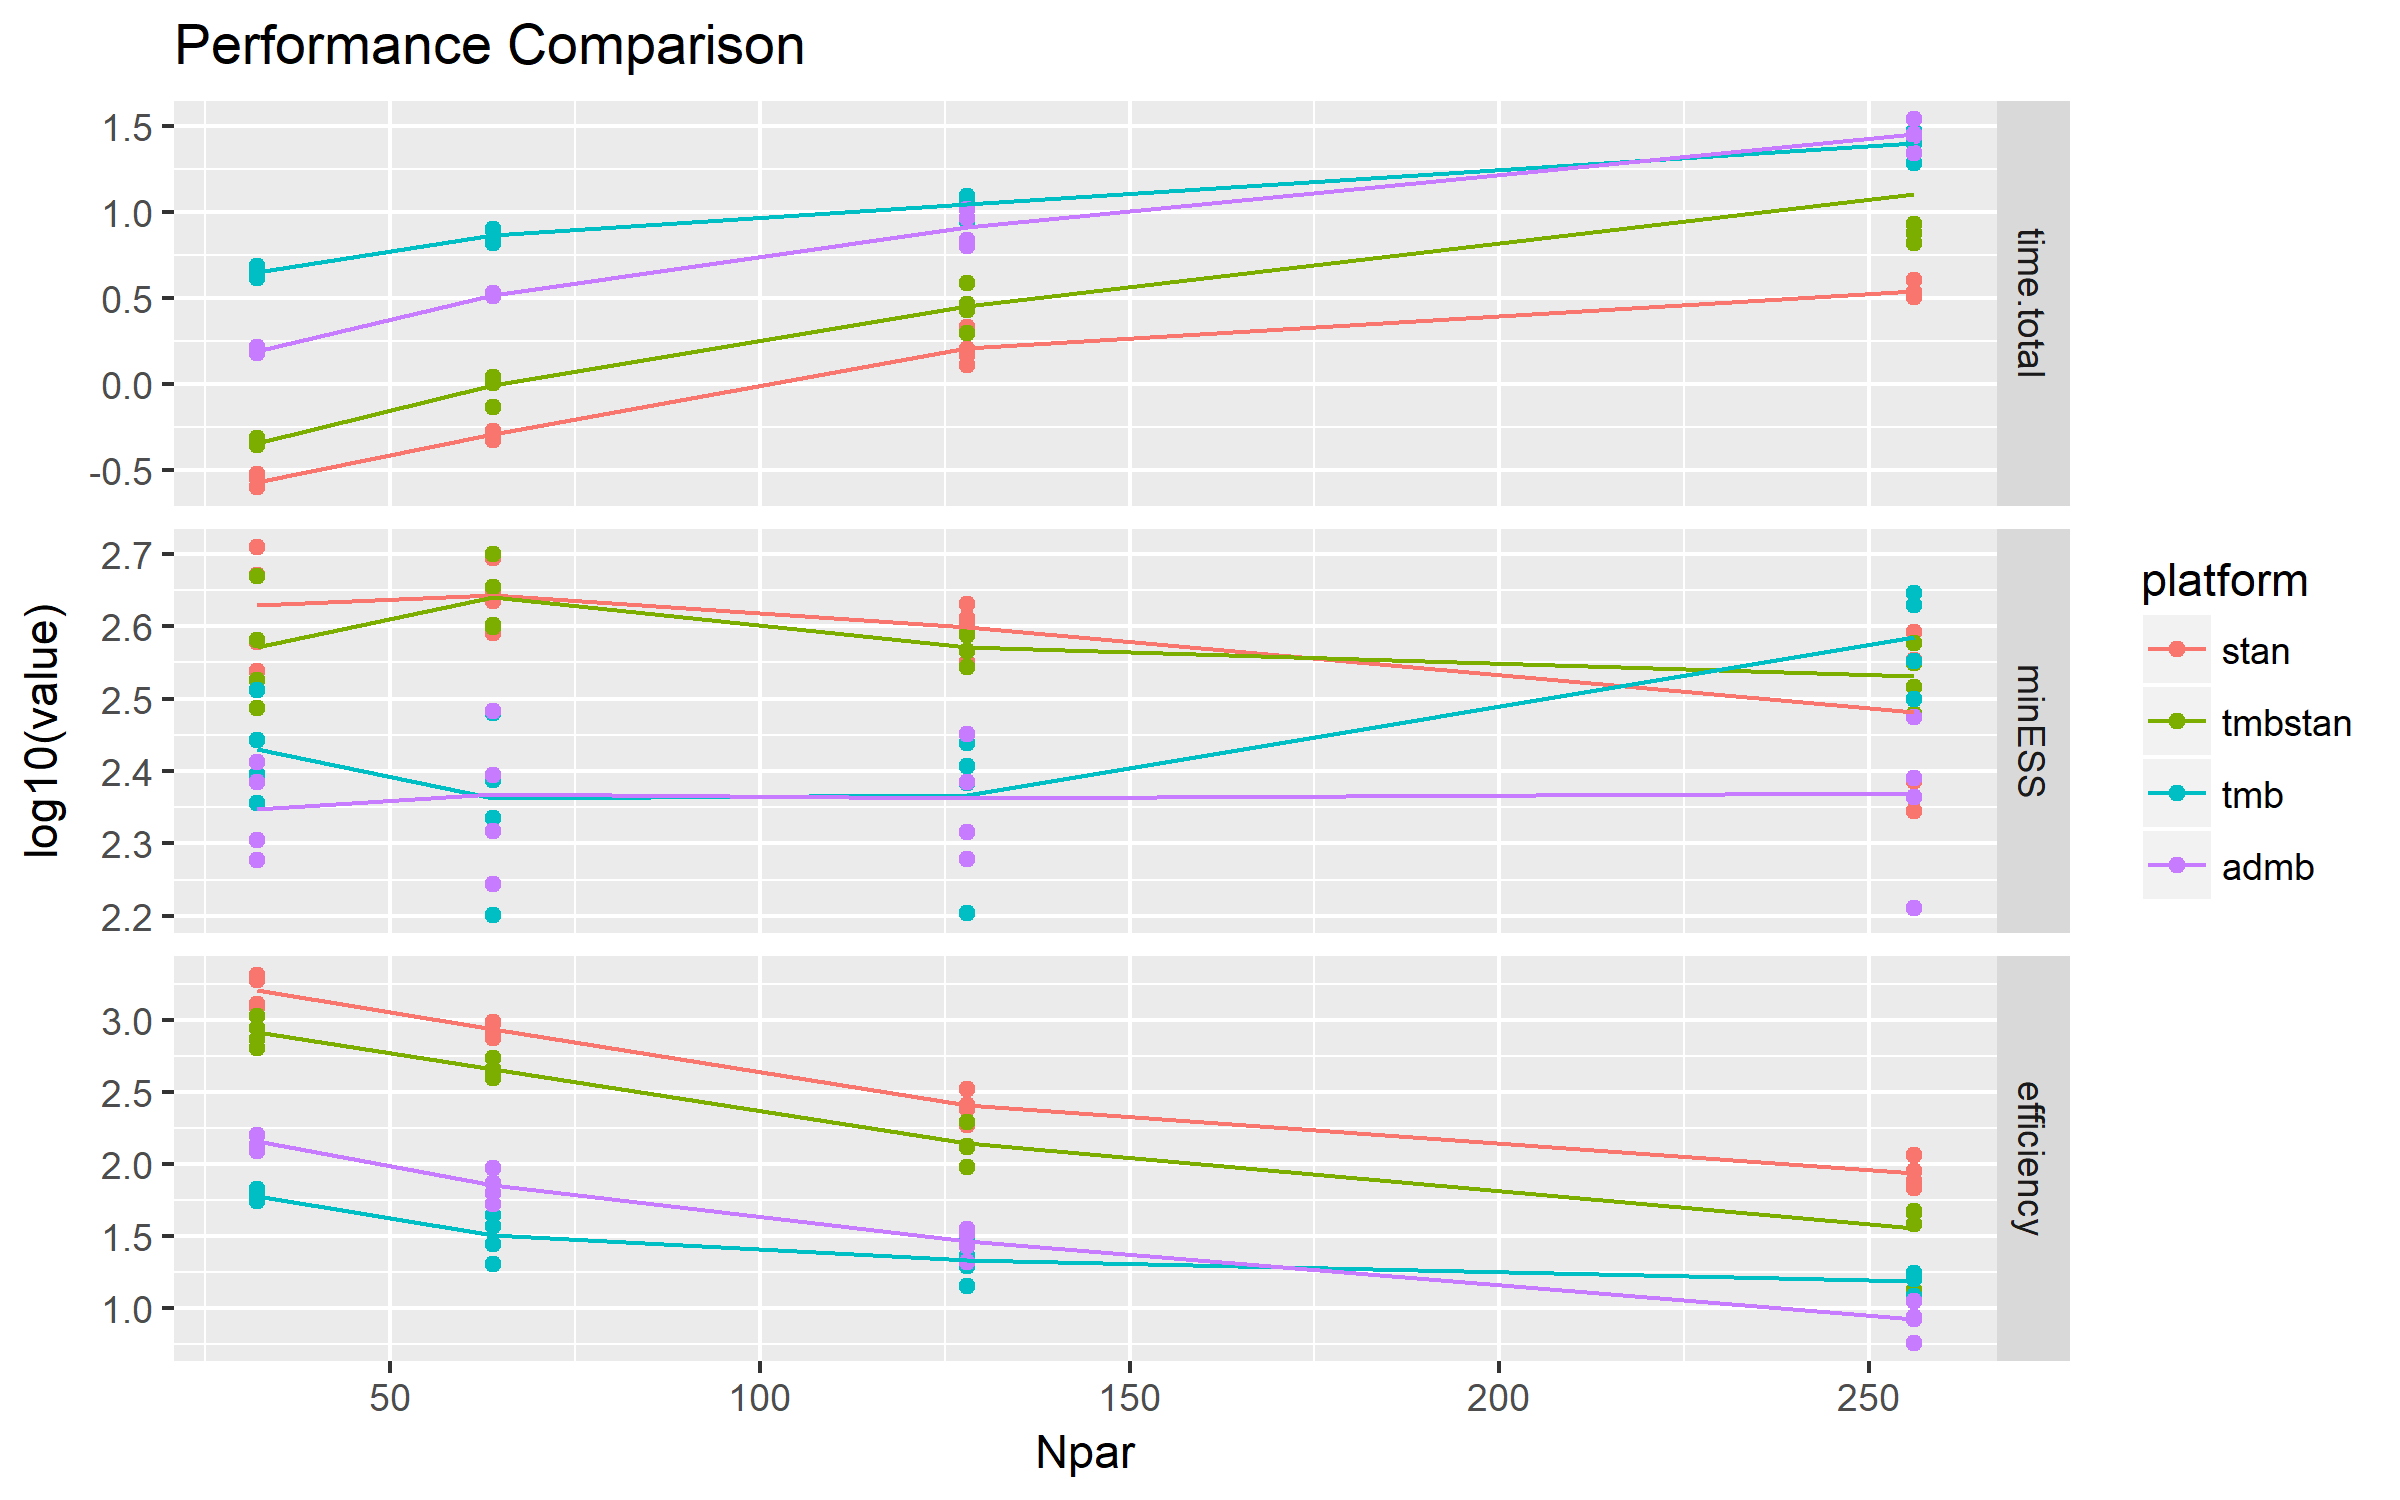 Performance Comparison
1.5
1.0
0.5
0.0
-0.5
time.total
2.7
2.6
2.5
2.4
2.3
2.2
minESS
3.0
2.5
2.0
1.5
1.0
efficiency
log10(value)
50 100 150 200 250
Npar
platform
stan
tmbstan
tmb
admb